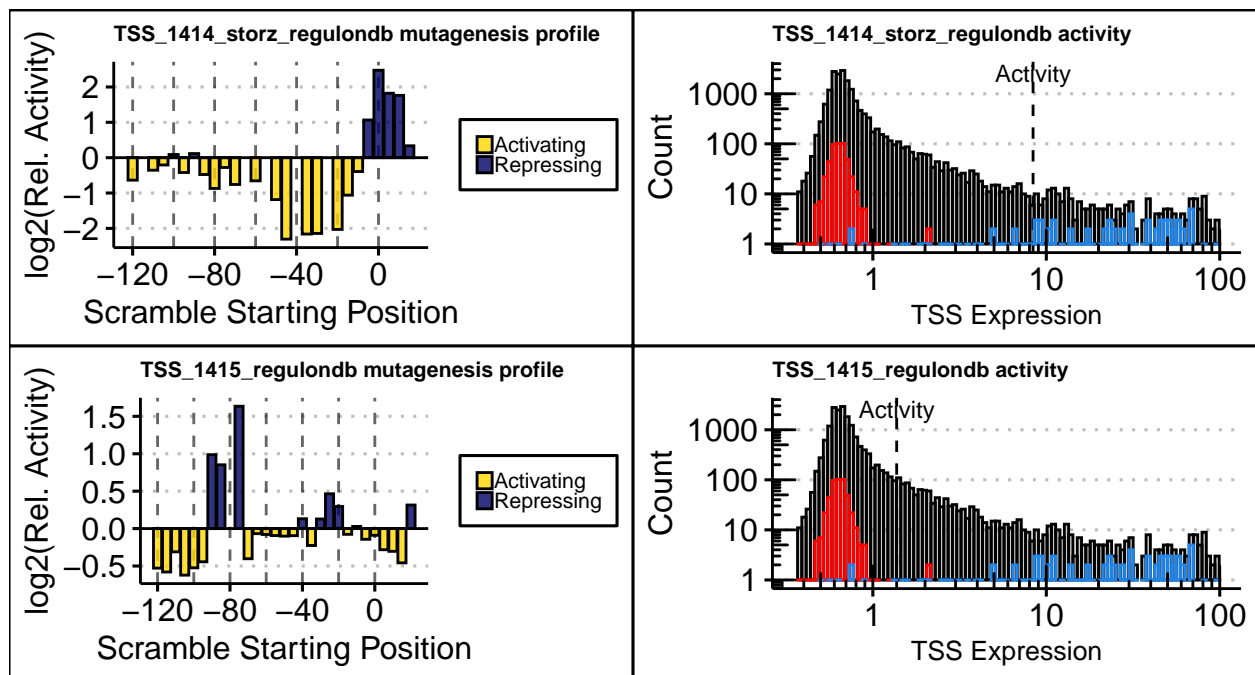 TSS_1414_storz_regulondb mutagenesis profile
log2(Rel. Activity)
2
1
0
−1
−2
−120
−80
−40
0
Scramble Starting Position
Activating
Repressing
TSS_1414_storz_regulondb activity
Activity
Count
1000
100
10
1
1
10
100
TSS Expression
TSS_1415_regulondb mutagenesis profile
log2(Rel. Activity)
1.5
1.0
0.5
0.0
−0.5
−120
−80
−40
0
Scramble Starting Position
Activating
Repressing
TSS_1415_regulondb activity
Activity
Count
1000
100
10
1
1
10
100
TSS Expression